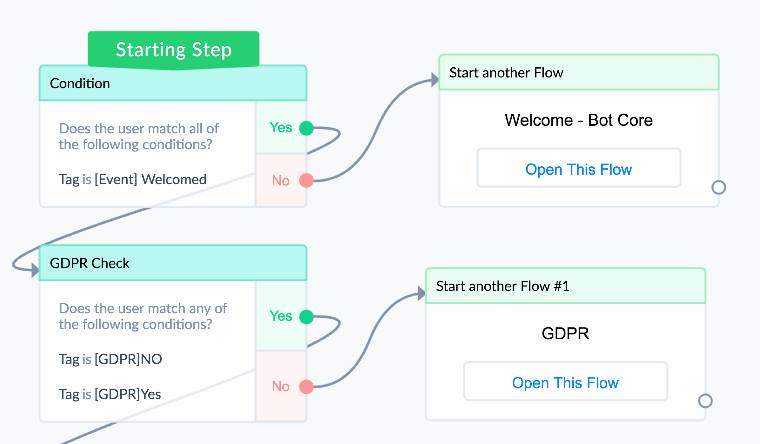 Starting Step
Condition
Does the user match all of
the following conditions?
Tag is [Event] Welcomed
Yes
No
Start another Flow
Welcome - Bot Core
Open This Flow
GDPR Check
Does the user match any of
the following conditions?
Tag is [GDPR]NO
Tag is [GDPR]Yes
Yes
No
Start another Flow #1
GDPR
Open This Flow